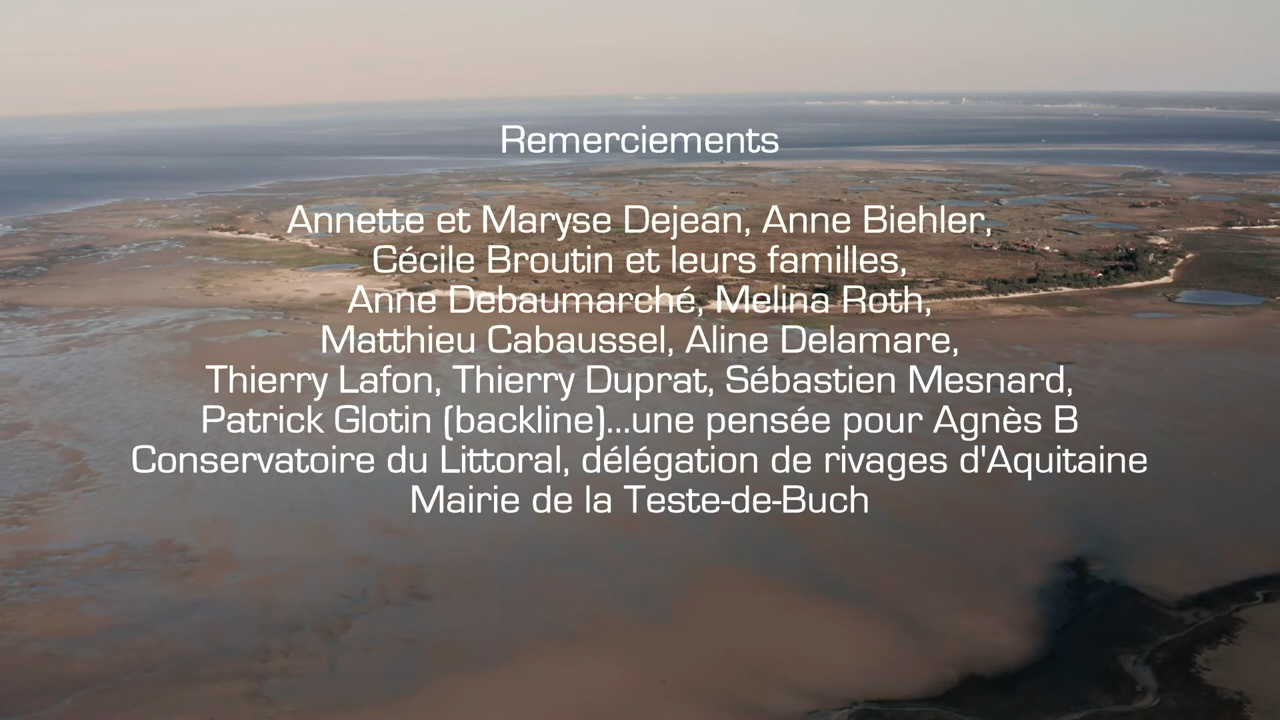 Remerciements
Annette et Maryse Dejean, Anne Biehler,
Cécile Broutin et leurs familles,
Anne Debaumarché, Melina Roth,
Matthieu Cabaussel, Aline Delamare,
Thierry Lafon, Thierry Duprat, Sébastien Mesnard,
Patrick Glotin (backline)...une pensée pour Agnès B
Conservatoire du Littoral, délégation de rivages d'Aquitaine
Mairie de la Teste-de-Buch